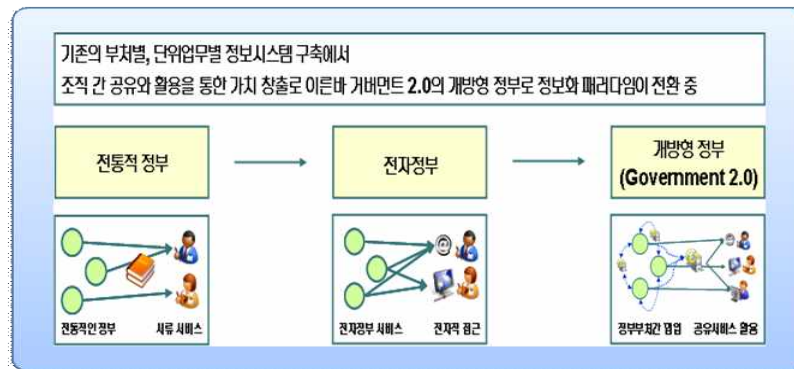 기존의 부처별, 단위업무별 정보시스템 구축에서
조직 간 공유와 활용을 통한 가치 창출로 이른바 거버먼트 2.0의 개방형 정부로 정보화 패러다임이 전환 중
전통적 정부
전자정부
개방형 정부
(Government 2.0)
@
@
전통적인 정부
서류 서비스
전자정부 서비스
전자적 접근
정부부처간 협업
공유서비스 활용